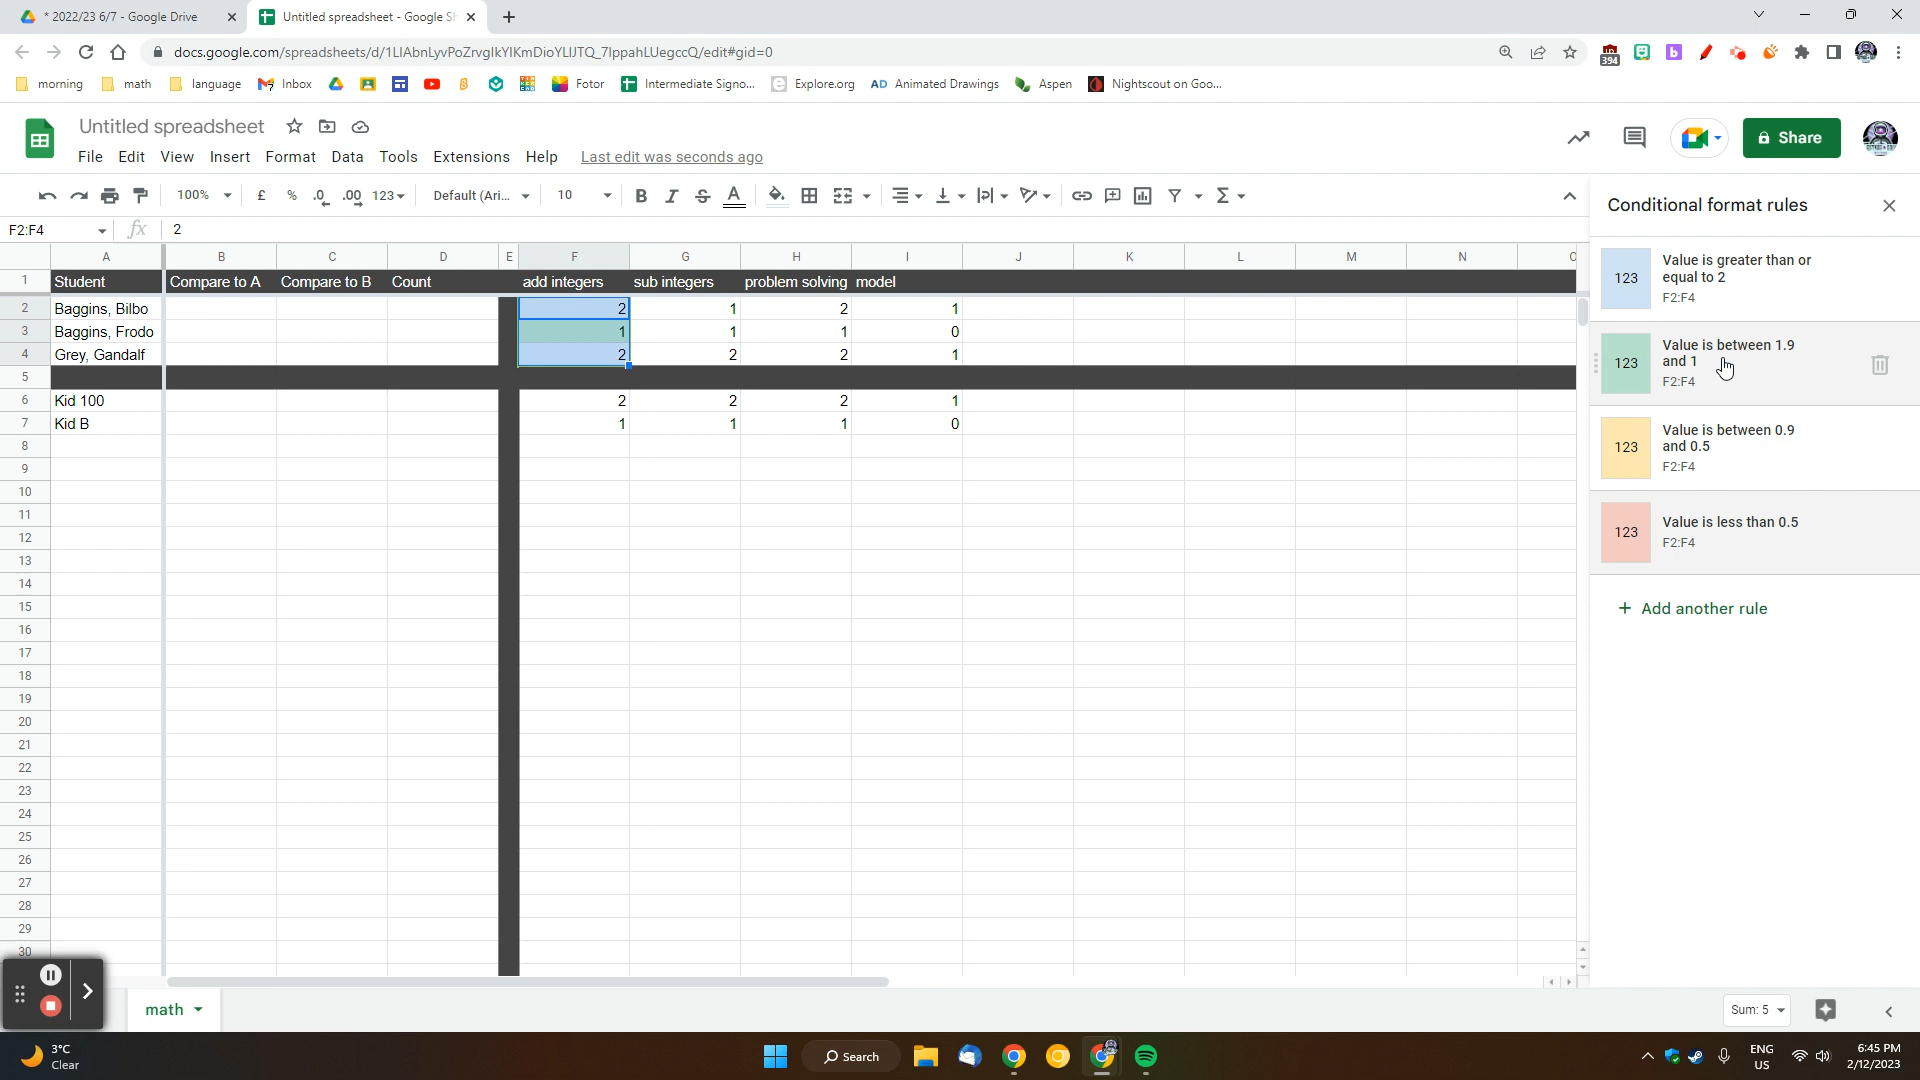 * 2022/23 6/7 - Google Drive
Untitled spreadsheet - Google Sh
docs.google.com/spreadsheets/d/1LIAbnLyvPoZrvglkYIKmDioYLIJTQ_7IppahLUegccQ/edit#gid=0
394
b
morning
math
language
Inbox
Fotor
Intermediate Signo...
Explore.org
AD Animated Drawings
Aspen
Nightscout on Goo...
Untitled spreadsheet
File Edit View Insert Format Data Tools Extensions Help Last edit was seconds ago
Share
100% £ % .0 .00 123 Default (Ari... 10 B I S A Σ
F2:F4 fx 2
A B C D E F G H I J K L M N O
1 Student Compare to A Compare to B Count add integers sub integers problem solving model
2 Baggins, Bilbo 2 1 2 1
3 Baggins, Frodo 1 1 1 0
4 Grey, Gandalf 2 2 2 1
5
6 Kid 100 2 2 2 1
7 Kid B 1 1 1 0
8
9
10
11
12
13
14
15
16
17
18
19
20
21
22
23
24
25
26
27
28
29
30
Conditional format rules
123
Value is greater than or
equal to 2
F2:F4
123
Value is between 1.9
and 1
F2:F4
123
Value is between 0.9
and 0.5
F2:F4
123
Value is less than 0.5
F2:F4
+ Add another rule
math
Sum: 5
3°C
Clear
Search
ENG
US
6:45 PM
2/12/2023